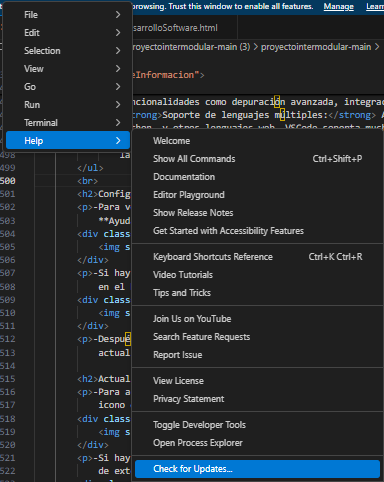 File
Edit
Selection
View
Go
Run
Terminal
Help
Welcome
Show All Commands Ctrl+Shift+P
Documentation
Editor Playground
Show Release Notes
Get Started with Accessibility Features
Keyboard Shortcuts Reference Ctrl+K Ctrl+R
Video Tutorials
Tips and Tricks
Join Us on YouTube
Search Feature Requests
Report Issue
View License
Privacy Statement
Toggle Developer Tools
Open Process Explorer
Check for Updates...
browsing. Trust this window to enable all features. Manage
sarrolloSoftware.html
proyectointermodular-main (3) > proyectointermodular-main
eInformacion">
ncionalidades como depuración avanzada, integrac
trong>Soporte de lenguajes múltiples:</strong>
498 la
499 </ul>
500 <br>
501 <h2>Config
502 <p>-Para v
503 **Ayud
504 <div class
505 <img s
506 </div>
507 <p>-Si hay
508 en el
509 <div class
510 <img s
511 </div>
512 <p>-Despué
513 actual
514
515 <h2>Actual
516 <p>-Para a
517 icono
518 <div class
519 <img s
520 </div>
521 <p>-Si hay
522 de ext
523 <div class